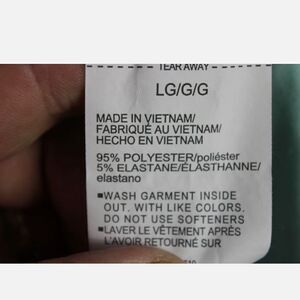 TEAR AWAY
LG/G/G
MADE IN VIETNAM/
FABRIQUÉ AU VIETNAM/
HECHO EN VIETNAM
95% POLYESTER/poliéster
5% ELASTANE/ÉLASTHANNE/
elastano
▪WASH GARMENT INSIDE
OUT. WITH LIKE COLORS.
DO NOT USE SOFTENERS
▪LAVER LE VÊTEMENT APRÈS
L'AVOIR RETOURNÉ SUR